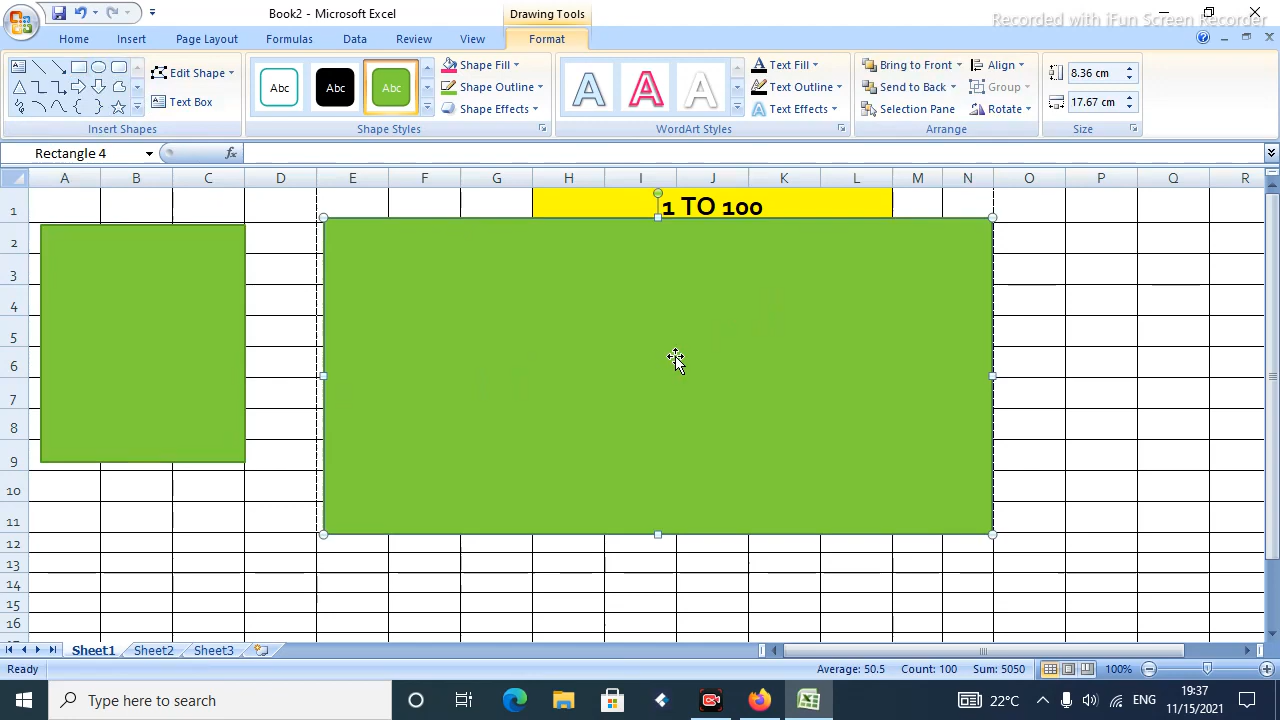 Book2 - Microsoft Excel
Drawing Tools
Recorded with iFun Screen Recorder
Home Insert Page Layout Formulas Data Review View Format
Edit Shape
Text Box
Insert Shapes
Abc Abc Abc
Shape Fill
Shape Outline
Shape Effects
Shape Styles
A A A
Text Fill
Text Outline
Text Effects
WordArt Styles
Bring to Front
Send to Back
Selection Pane
Align
Group
Rotate
Arrange
8.36 cm
17.67 cm
Size
Rectangle 4
fx
A B C D E F G H I J K L M N O P Q R
1
1 TO 100
2
3
4
5
6
7
8
9
10
11
12
13
14
15
16
Sheet1 Sheet2 Sheet3
Ready
Average: 50.5 Count: 100 Sum: 5050
100%
Type here to search
22°C
ENG
19:37
11/15/2021